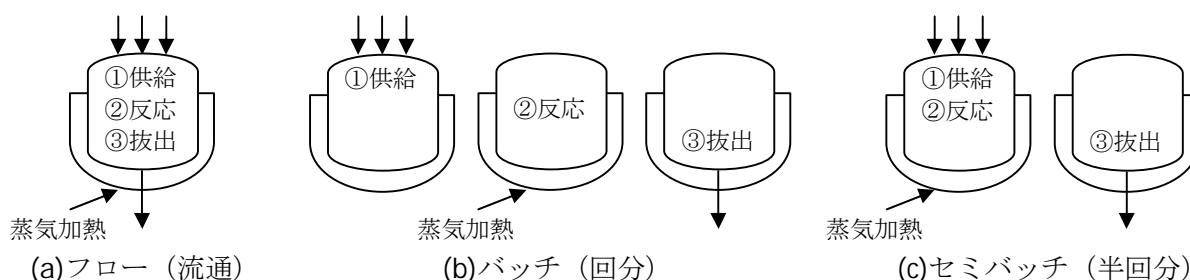 ①供給
②反応
③抜出
蒸気加熱
(a)フロー（流通）
①供給
②反応
③抜出
蒸気加熱
(b)バッチ（回分）
①供給
②反応
③抜出
蒸気加熱
(c)セミバッチ（半回分）